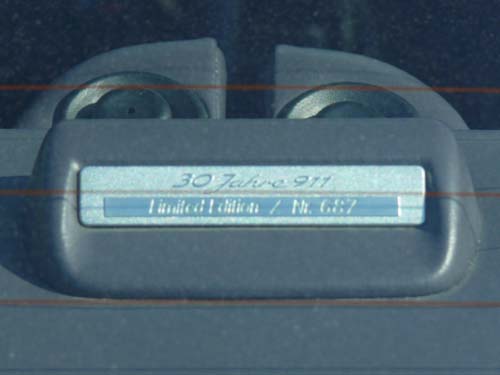 30 Jahre 911
Limited Edition / Nr. 687